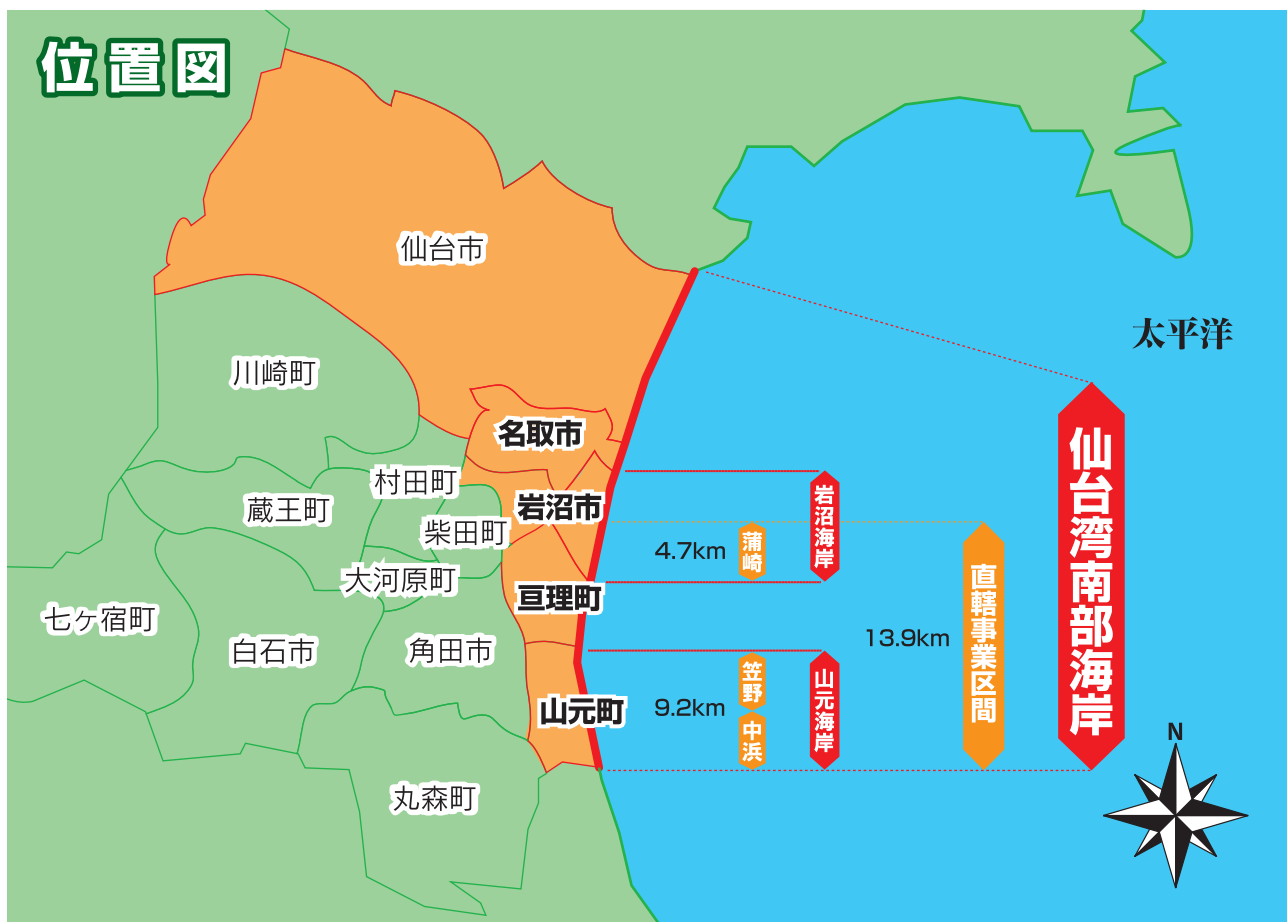 位置図
仙台市
太平洋
川崎町
名取市
村田町
蔵王町
岩沼市
柴田町
大河原町
亘理町
七ヶ宿町
白石市
角田市
山元町
丸森町
4.7km
蒲崎
岩沼海岸
9.2km
笠野
中浜
山元海岸
13.9km
直轄事業区間
仙台湾南部海岸
N